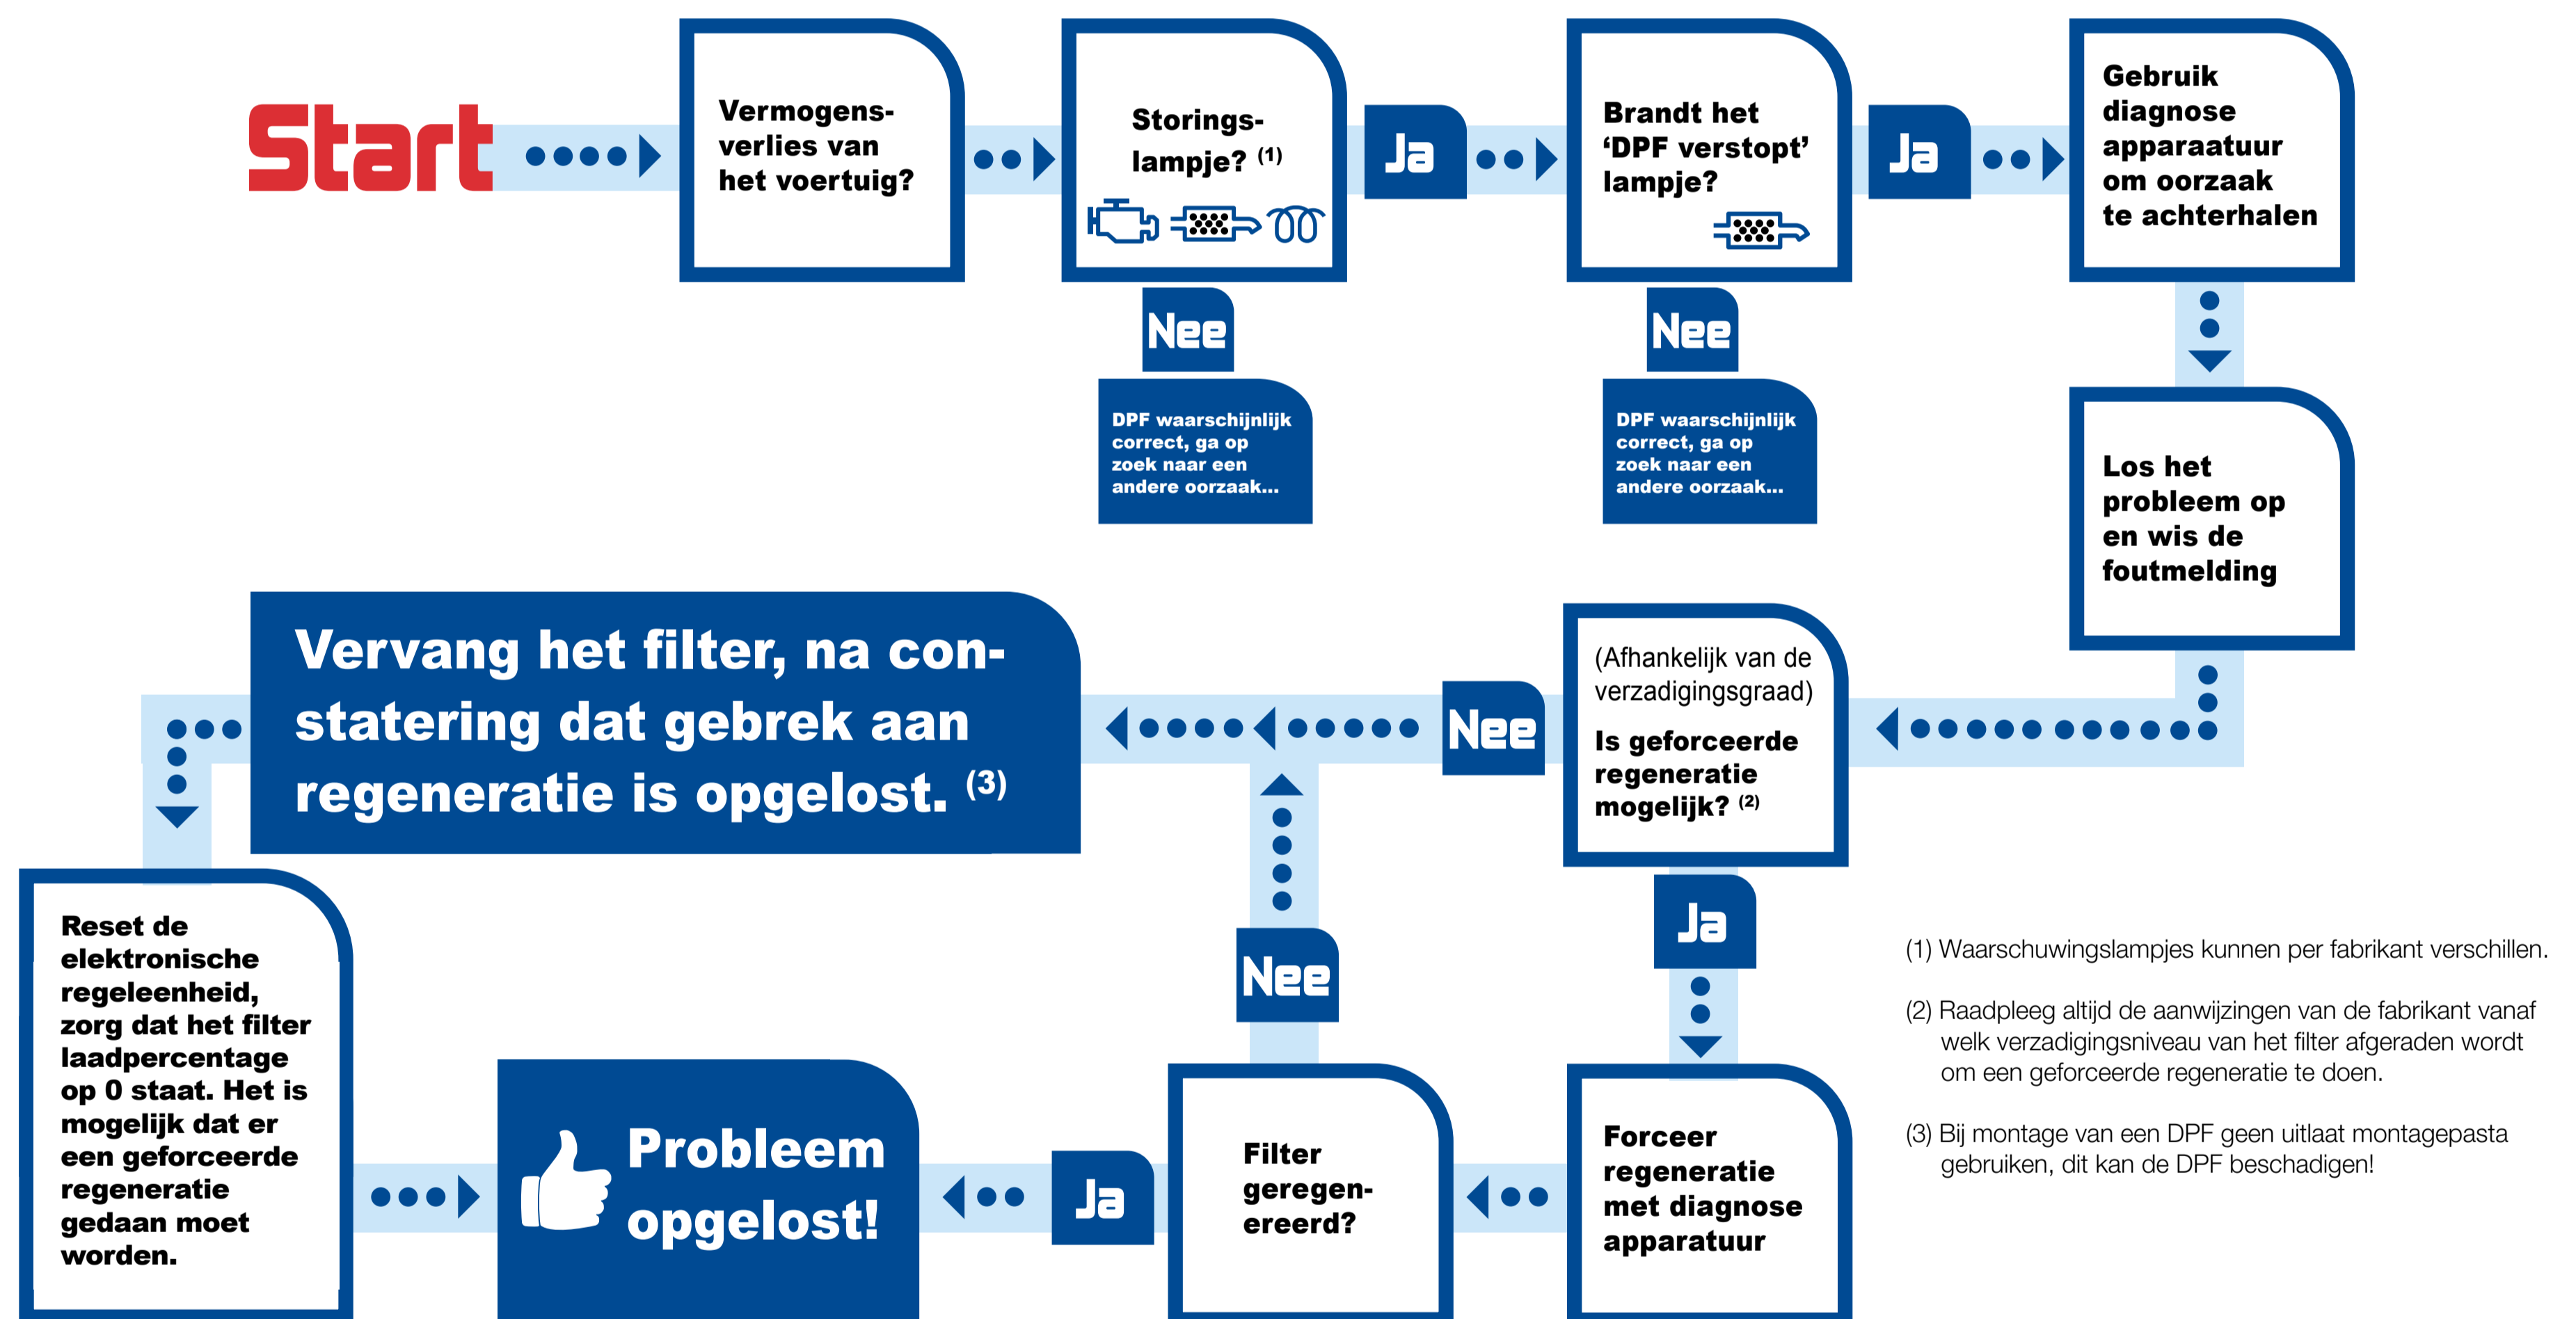 Start
Vermogens-
verlies van
het voertuig?
Storings-
lampje? (1)
Ja
Brandt het
‘DPF verstopt’
lampje?
Ja
Gebruik
diagnose
apparaatuur
om oorzaak
te achterhalen
Nee
DPF waarschijnlijk
correct, ga op
zoek naar een
andere oorzaak...
Nee
DPF waarschijnlijk
correct, ga op
zoek naar een
andere oorzaak...
Los het
probleem op
en wis de
foutmelding
(Afhankelijk van de
verzadigingsgraad)
Is geforceerde
regeneratie
mogelijk? (2)
Nee
Vervang het filter, na con-
statering dat gebrek aan
regeneratie is opgelost. (3)
Ja
Forceer
regeneratie
met diagnose
apparatuur
Filter
geregen-
ereerd?
Nee
Ja
Reset de
elektronische
regeleenheid,
zorg dat het filter
laadpercentage
op 0 staat. Het is
mogelijk dat er
een geforceerde
regeneratie
gedaan moet
worden.
Probleem
opgelost!
(1) Waarschuwingslampjes kunnen per fabrikant verschillen.
(2) Raadpleeg altijd de aanwijzingen van de fabrikant vanaf
welk verzadigingsniveau van het filter afgeraden wordt
om een geforceerde regeneratie te doen.
(3) Bij montage van een DPF geen uitlaat montagepasta
gebruiken, dit kan de DPF beschadigen!